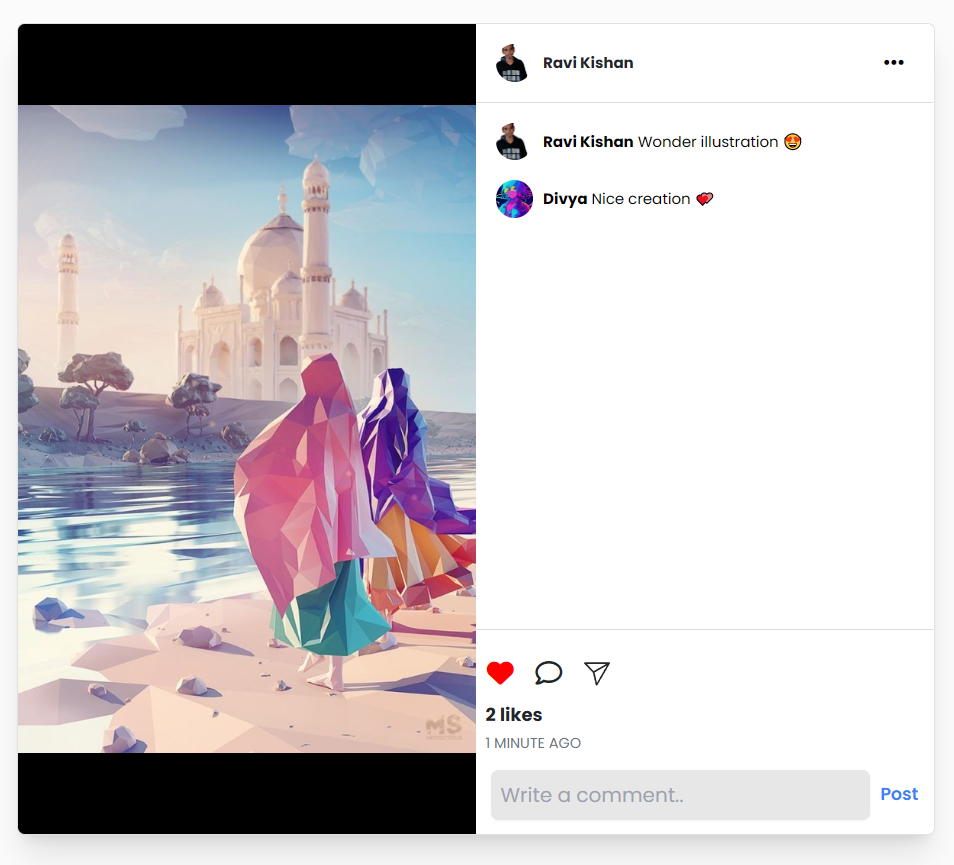 Ravi Kishan
Ravi Kishan Wonder illustration 🤩
Divya Nice creation 💕
2 likes
1 MINUTE AGO
Write a comment..
Post
MS